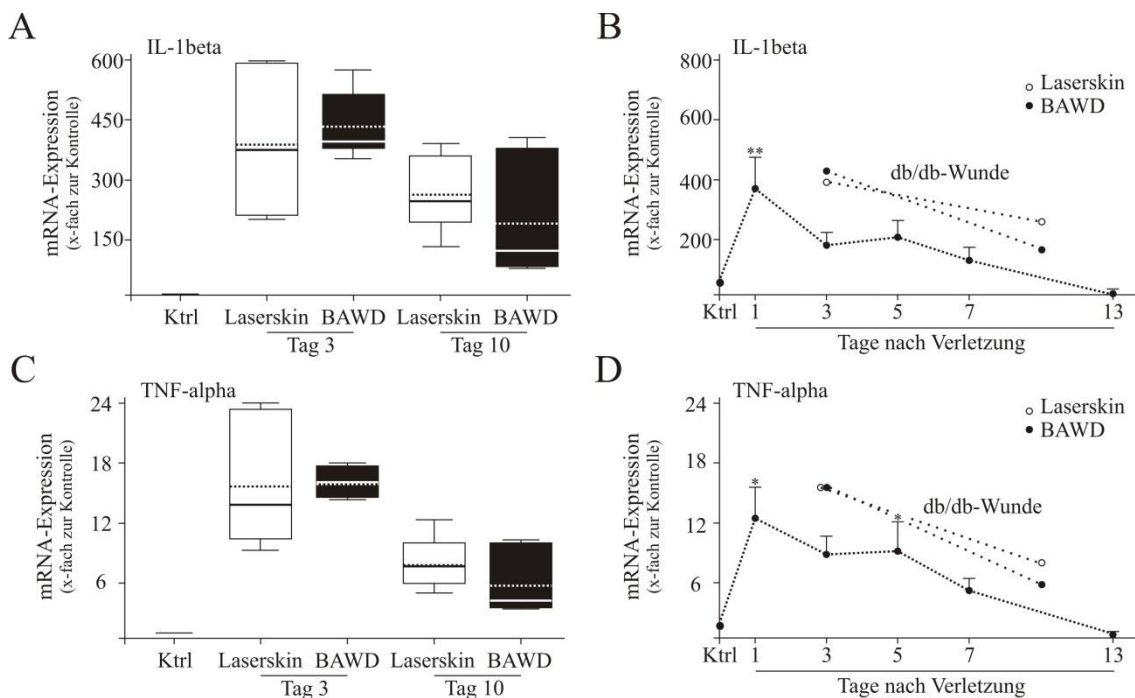 A
IL-1beta
mRNA-Expression
(x-fach zur Kontrolle)
600
450
300
150
Ktrl Laserskin BAWD Laserskin BAWD
Tag 3 Tag 10
B
IL-1beta
mRNA-Expression
(x-fach zur Kontrolle)
800
600
400
200
Laserskin
BAWD
**
db/db-Wunde
Ktrl 1 3 5 7 13
Tage nach Verletzung
C
TNF-alpha
mRNA-Expression
(x-fach zur Kontrolle)
24
18
12
6
Ktrl Laserskin BAWD Laserskin BAWD
Tag 3 Tag 10
D
TNF-alpha
mRNA-Expression
(x-fach zur Kontrolle)
24
18
12
6
Laserskin
BAWD
*
*
db/db-Wunde
Ktrl 1 3 5 7 13
Tage nach Verletzung